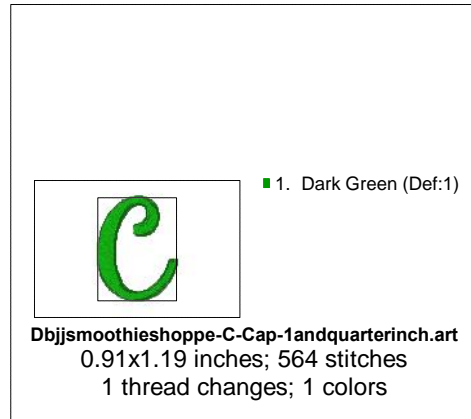 1. Dark Green (Def:1)
C
Dbjjsmoothieshoppe-C-Cap-1andquarterinch.art
0.91x1.19 inches; 564 stitches
1 thread changes; 1 colors